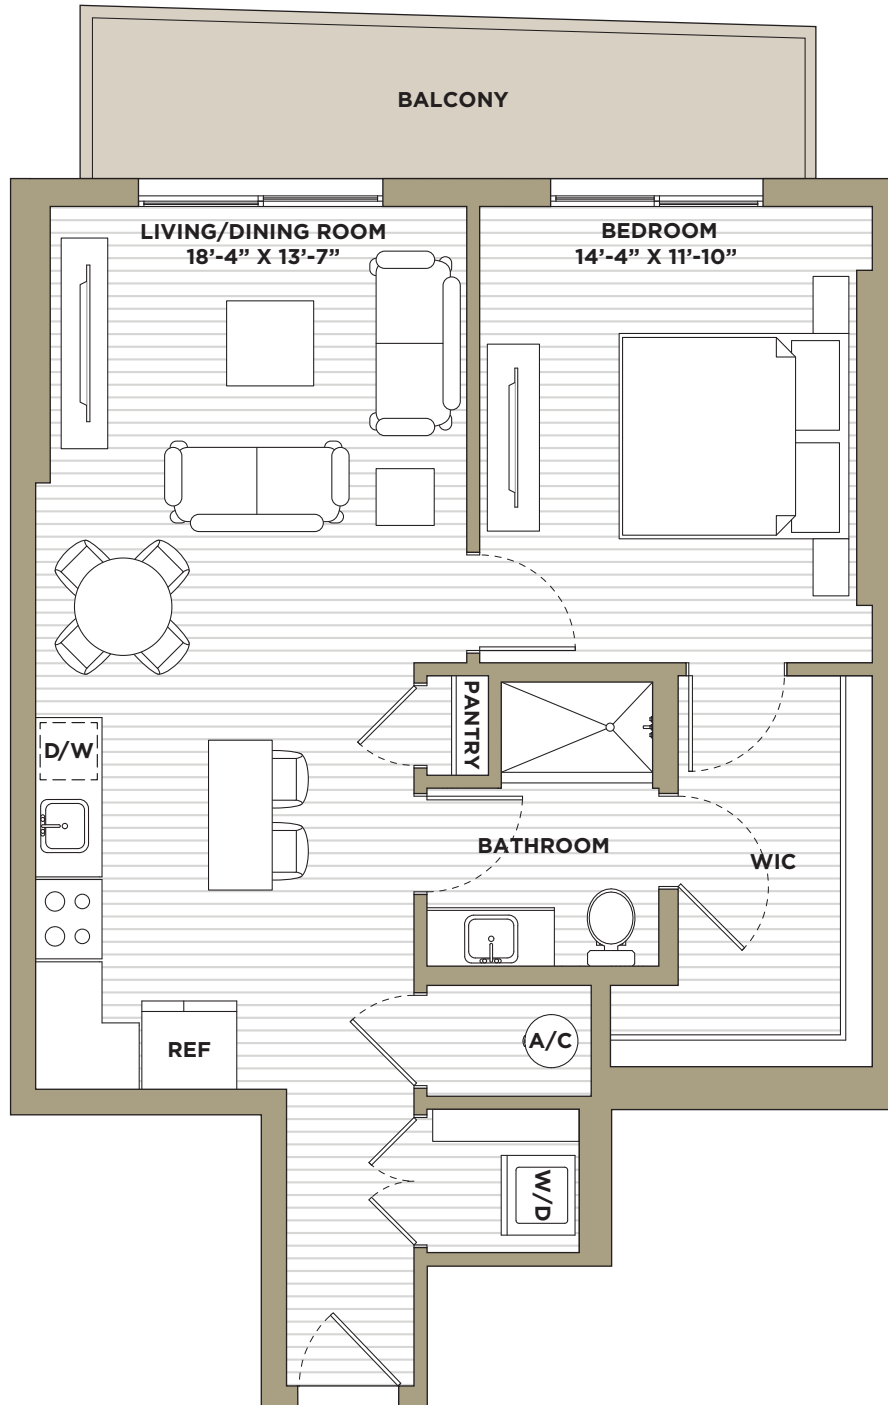 BALCONY
LIVING/DINING ROOM
18’-4” X 13’-7”
BEDROOM
14’-4” X 11’-10”
PANTRY
D/W
BATHROOM
WIC
REF
A/C
W/D